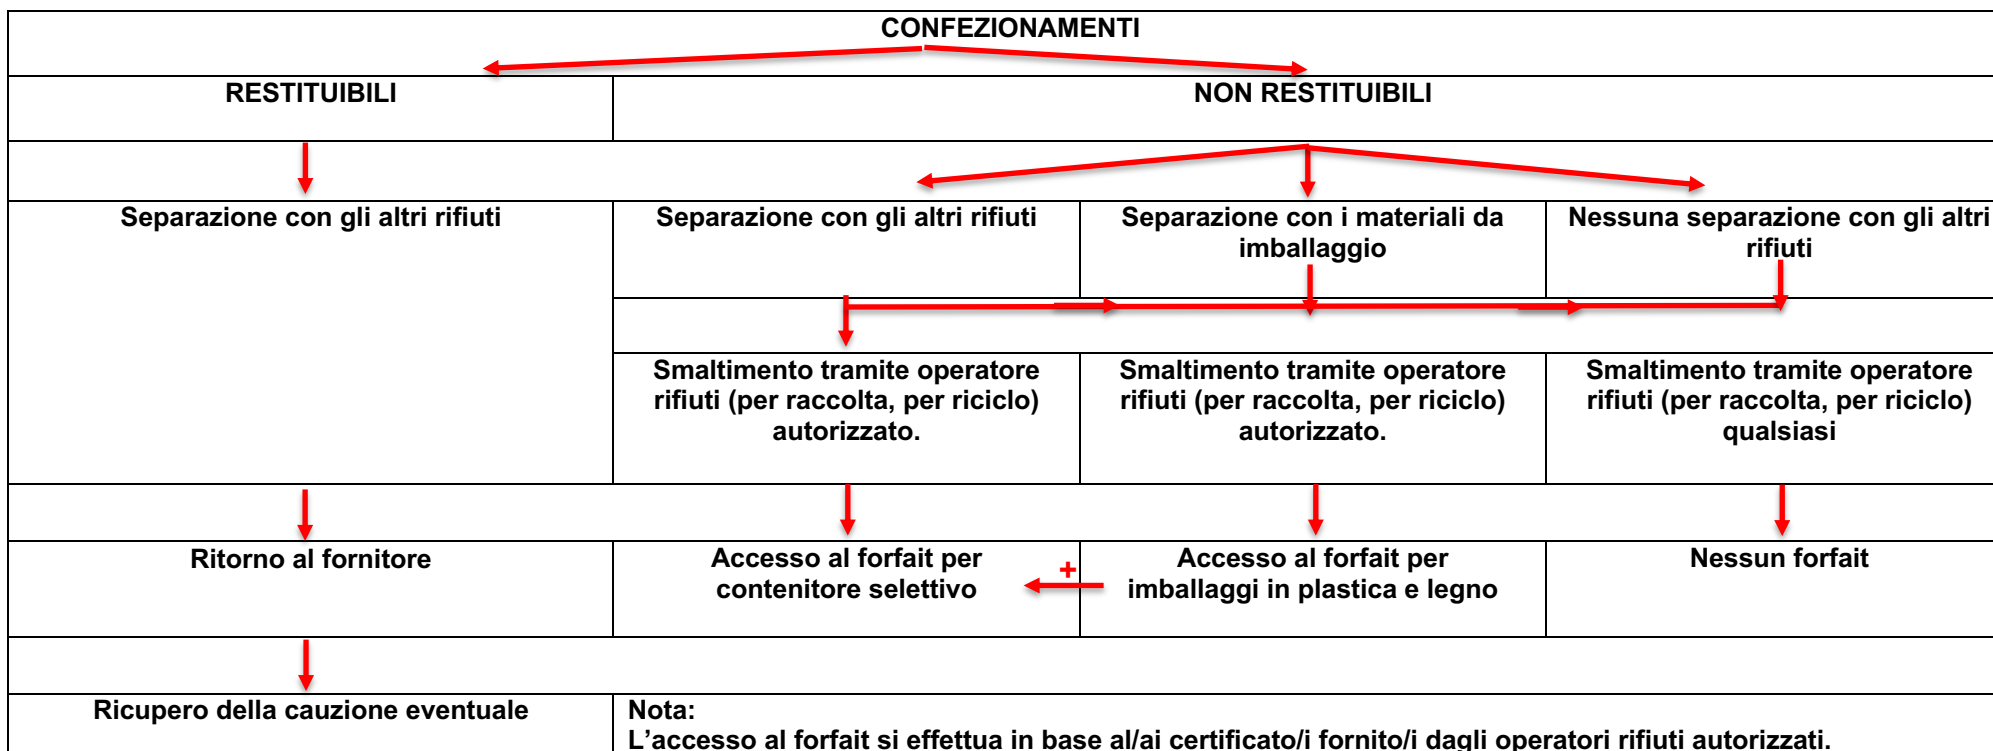 CONFEZIONAMENTI
RESTITUIBILI
NON RESTITUIBILI
Separazione con gli altri rifiuti
Separazione con gli altri rifiuti
Separazione con i materiali da
imballaggio
Nessuna separazione con gli altri
rifiuti
Smaltimento tramite operatore
rifiuti (per raccolta, per riciclo)
autorizzato.
Smaltimento tramite operatore
rifiuti (per raccolta, per riciclo)
autorizzato.
Smaltimento tramite operatore
rifiuti (per raccolta, per riciclo)
qualsiasi
Ritorno al fornitore
Accesso al forfait per
contenitore selettivo
+
Accesso al forfait per
imballaggi in plastica e legno
Nessun forfait
Ricupero della cauzione eventuale
Nota:
L’accesso al forfait si effettua in base al/ai certificato/i fornito/i dagli operatori rifiuti autorizzati.